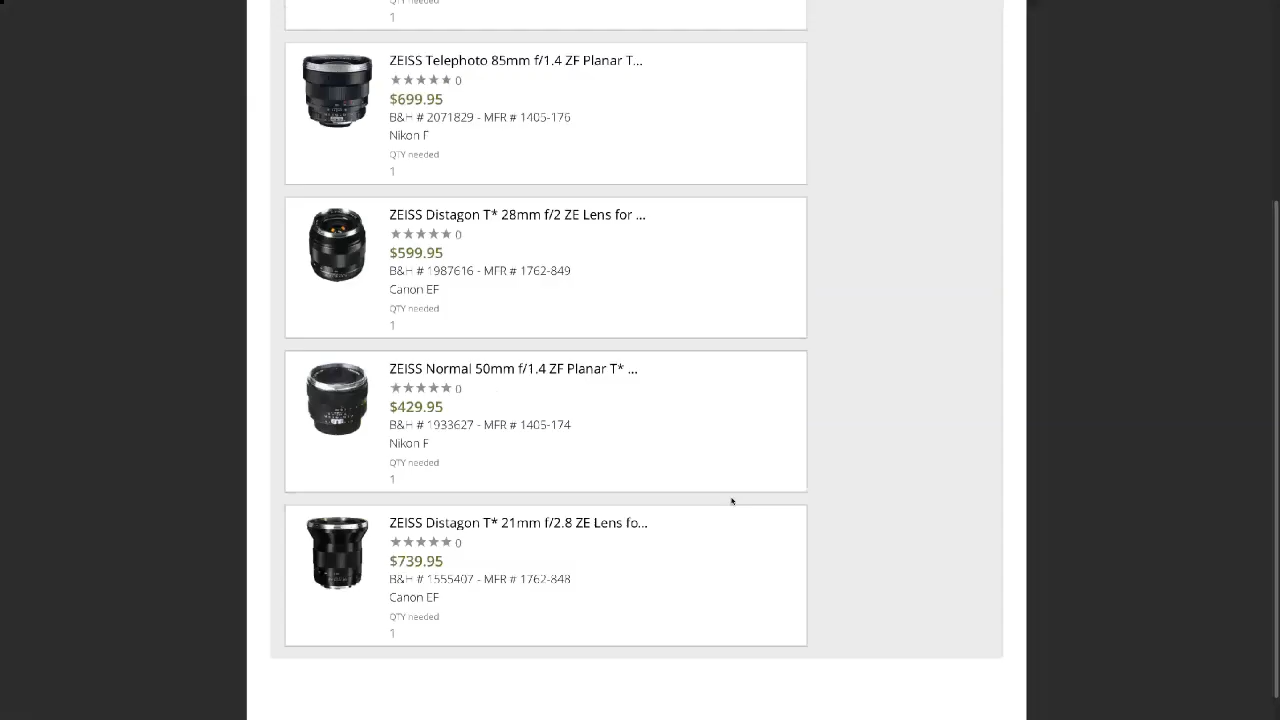 QTY needed
1
ZEISS Telephoto 85mm f/1.4 ZF Planar T...
0
$699.95
B&H # 2071829 - MFR # 1405-176
Nikon F
QTY needed
1
ZEISS Distagon T* 28mm f/2 ZE Lens for ...
0
$599.95
B&H # 1987616 - MFR # 1762-849
Canon EF
QTY needed
1
ZEISS Normal 50mm f/1.4 ZF Planar T* ...
0
$429.95
B&H # 1933627 - MFR # 1405-174
Nikon F
QTY needed
1
ZEISS Distagon T* 21mm f/2.8 ZE Lens fo...
0
$739.95
B&H # 1555407 - MFR # 1762-848
Canon EF
QTY needed
1